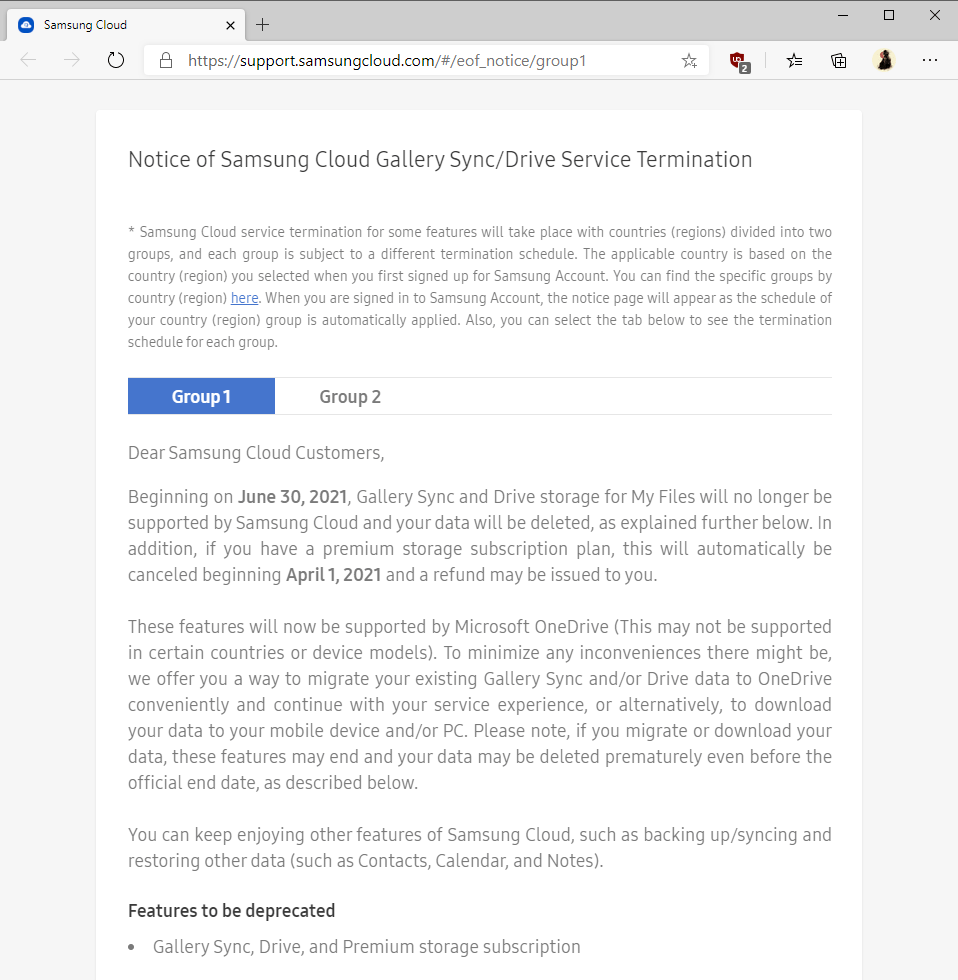 Samsung Cloud
https://support.samsungcloud.com/#/eof_notice/group1
2
Notice of Samsung Cloud Gallery Sync/Drive Service Termination
* Samsung Cloud service termination for some features will take place with countries (regions) divided into two
groups, and each group is subject to a different termination schedule. The applicable country is based on the
country (region) you selected when you first signed up for Samsung Account. You can find the specific groups by
country (region) here. When you are signed in to Samsung Account, the notice page will appear as the schedule of
your country (region) group is automatically applied. Also, you can select the tab below to see the termination
schedule for each group.
Group 1 Group 2
Dear Samsung Cloud Customers,
Beginning on June 30, 2021, Gallery Sync and Drive storage for My Files will no longer be
supported by Samsung Cloud and your data will be deleted, as explained further below. In
addition, if you have a premium storage subscription plan, this will automatically be
canceled beginning April 1, 2021 and a refund may be issued to you.
These features will now be supported by Microsoft OneDrive (This may not be supported
in certain countries or device models). To minimize any inconveniences there might be,
we offer you a way to migrate your existing Gallery Sync and/or Drive data to OneDrive
conveniently and continue with your service experience, or alternatively, to download
your data to your mobile device and/or PC. Please note, if you migrate or download your
data, these features may end and your data may be deleted prematurely even before the
official end date, as described below.
You can keep enjoying other features of Samsung Cloud, such as backing up/syncing and
restoring other data (such as Contacts, Calendar, and Notes).
Features to be deprecated
• Gallery Sync, Drive, and Premium storage subscription